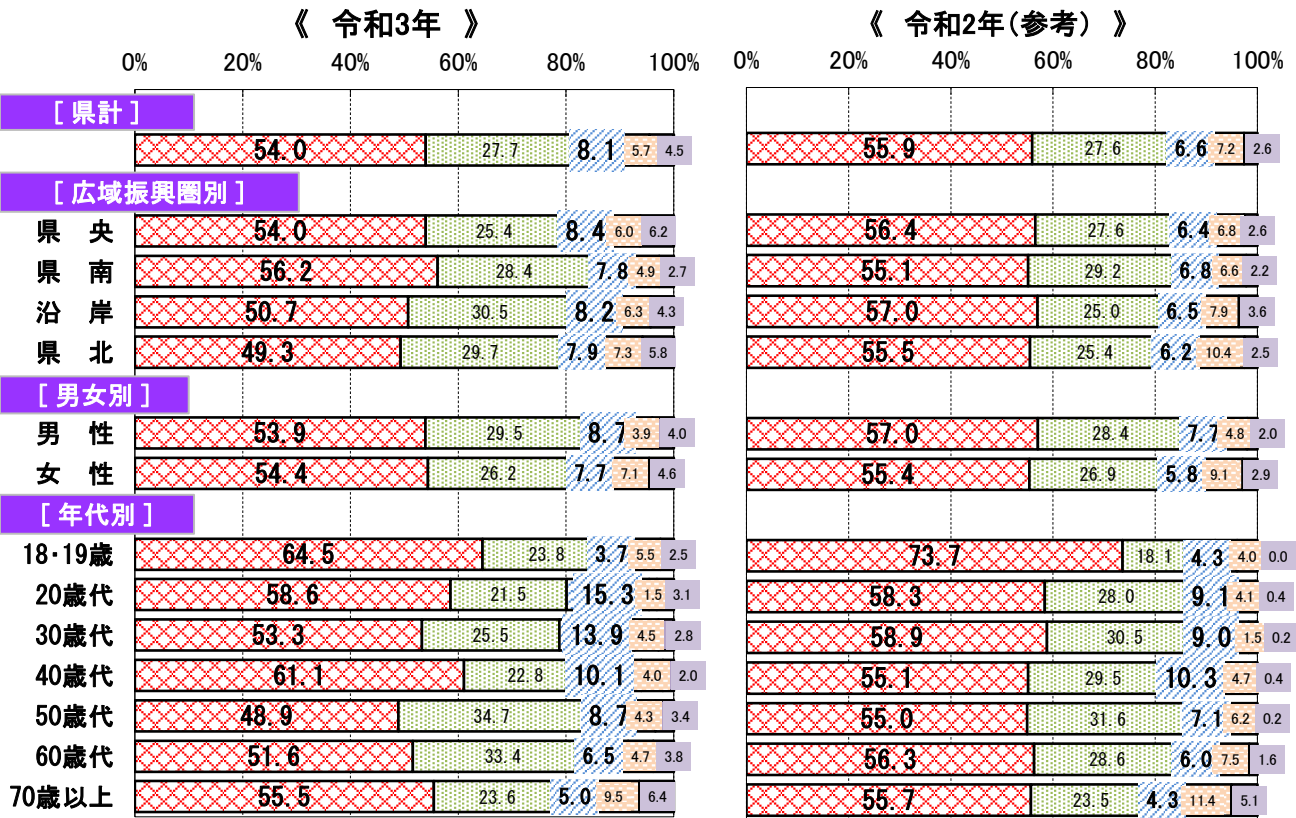 《 令和3年 》 《 令和2年（参考） 》
0% 20% 40% 60% 80% 100% 0% 20% 40% 60% 80% 100%
[ 県計 ]
54.0 27.7 8.1 5.7 4.5 55.9 27.6 6.6 7.2 2.6
[ 広域振興圏別 ]
県 央 54.0 25.4 8.4 6.0 6.2 56.4 27.6 6.4 6.8 2.6
県 南 56.2 28.4 7.8 4.9 2.7 55.1 29.2 6.8 6.6 2.2
沿 岸 50.7 30.5 8.2 6.3 4.3 57.0 25.0 6.5 7.9 3.6
県 北 49.3 29.7 7.9 7.3 5.8 55.5 25.4 6.2 10.4 2.5
[ 男女別 ]
男 性 53.9 29.5 8.7 3.9 4.0 57.0 28.4 7.7 4.8 2.0
女 性 54.4 26.2 7.7 7.1 4.6 55.4 26.9 5.8 9.1 2.9
[ 年代別 ]
18･19歳 64.5 23.8 3.7 5.5 2.5 73.7 18.1 4.3 4.0 0.0
20歳代 58.6 21.5 15.3 1.5 3.1 58.3 28.0 9.1 4.1 0.4
30歳代 53.3 25.5 13.9 4.5 2.8 58.9 30.5 9.0 1.5 0.2
40歳代 61.1 22.8 10.1 4.0 2.0 55.1 29.5 10.3 4.7 0.4
50歳代 48.9 34.7 8.7 4.3 3.4 55.0 31.6 7.1 6.2 0.2
60歳代 51.6 33.4 6.5 4.7 3.8 56.3 28.6 6.0 7.5 1.6
70歳以上 55.5 23.6 5.0 9.5 6.4 55.7 23.5 4.3 11.4 5.1